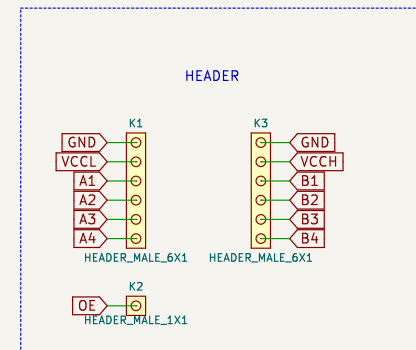 HEADER
K1
GND
VCCL
A1
A2
A3
A4
HEADER_MALE_6X1
K3
GND
VCCH
B1
B2
B3
B4
HEADER_MALE_6X1
K2
OE
HEADER_MALE_1X1